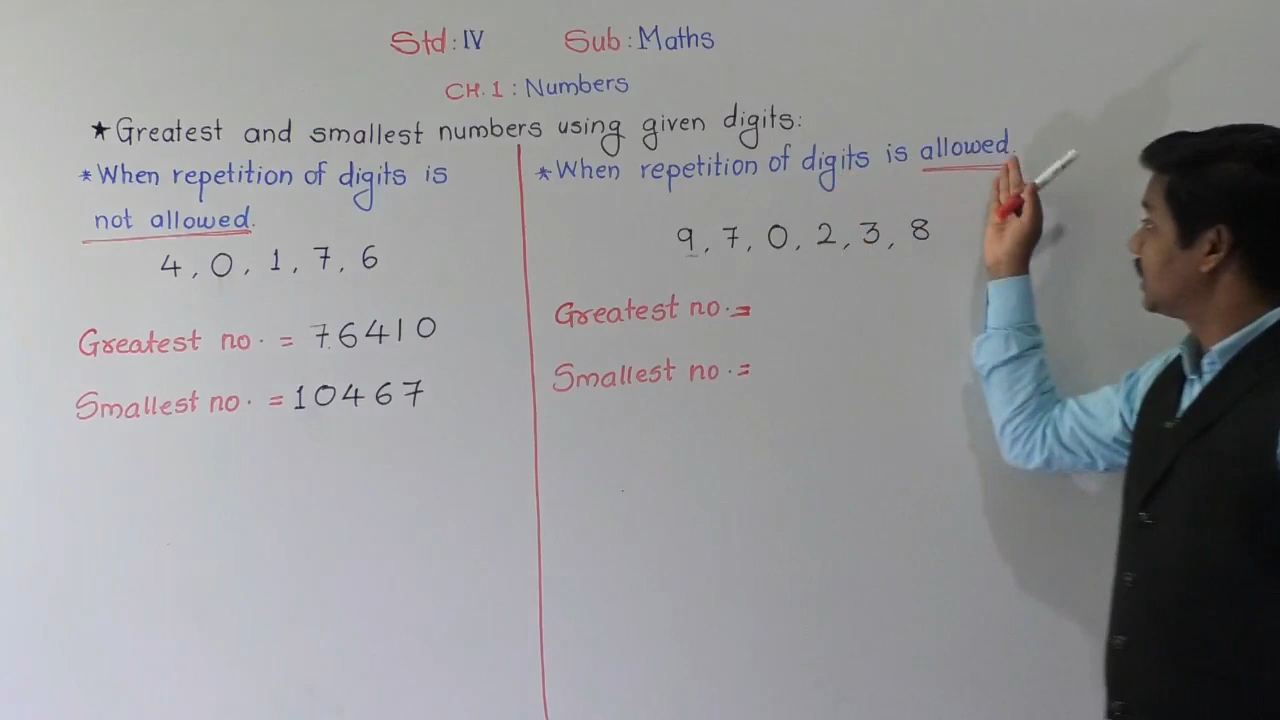 Std : IV Sub : Maths
CH. 1 : Numbers
★ Greatest and smallest numbers using given digits:
* When repetition of digits is
not allowed.
4, 0, 1, 7, 6
Greatest no. = 76410
Smallest no. = 10467
* When repetition of digits is allowed.
9, 7, 0, 2, 3, 8
Greatest no. =
Smallest no. =